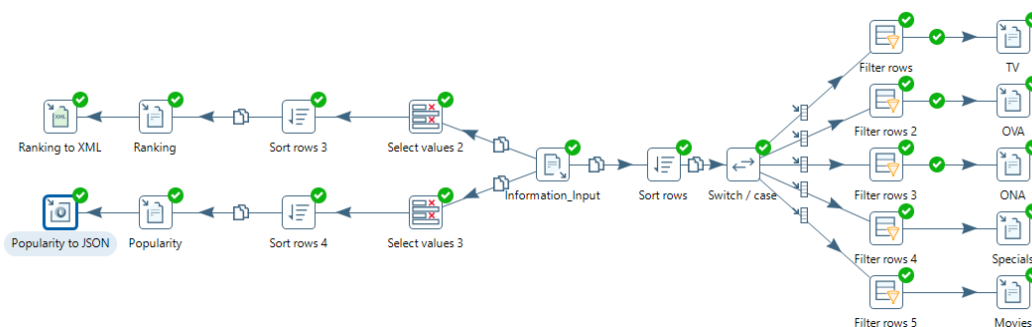 Filter rows
TV
Filter rows 2
OVA
Ranking to XML
Ranking
Sort rows 3
Select values 2
Information_Input
Sort rows
Switch / case
Filter rows 3
ONA
Popularity to JSON
Popularity
Sort rows 4
Select values 3
Filter rows 4
Specials
Filter rows 5
Movies